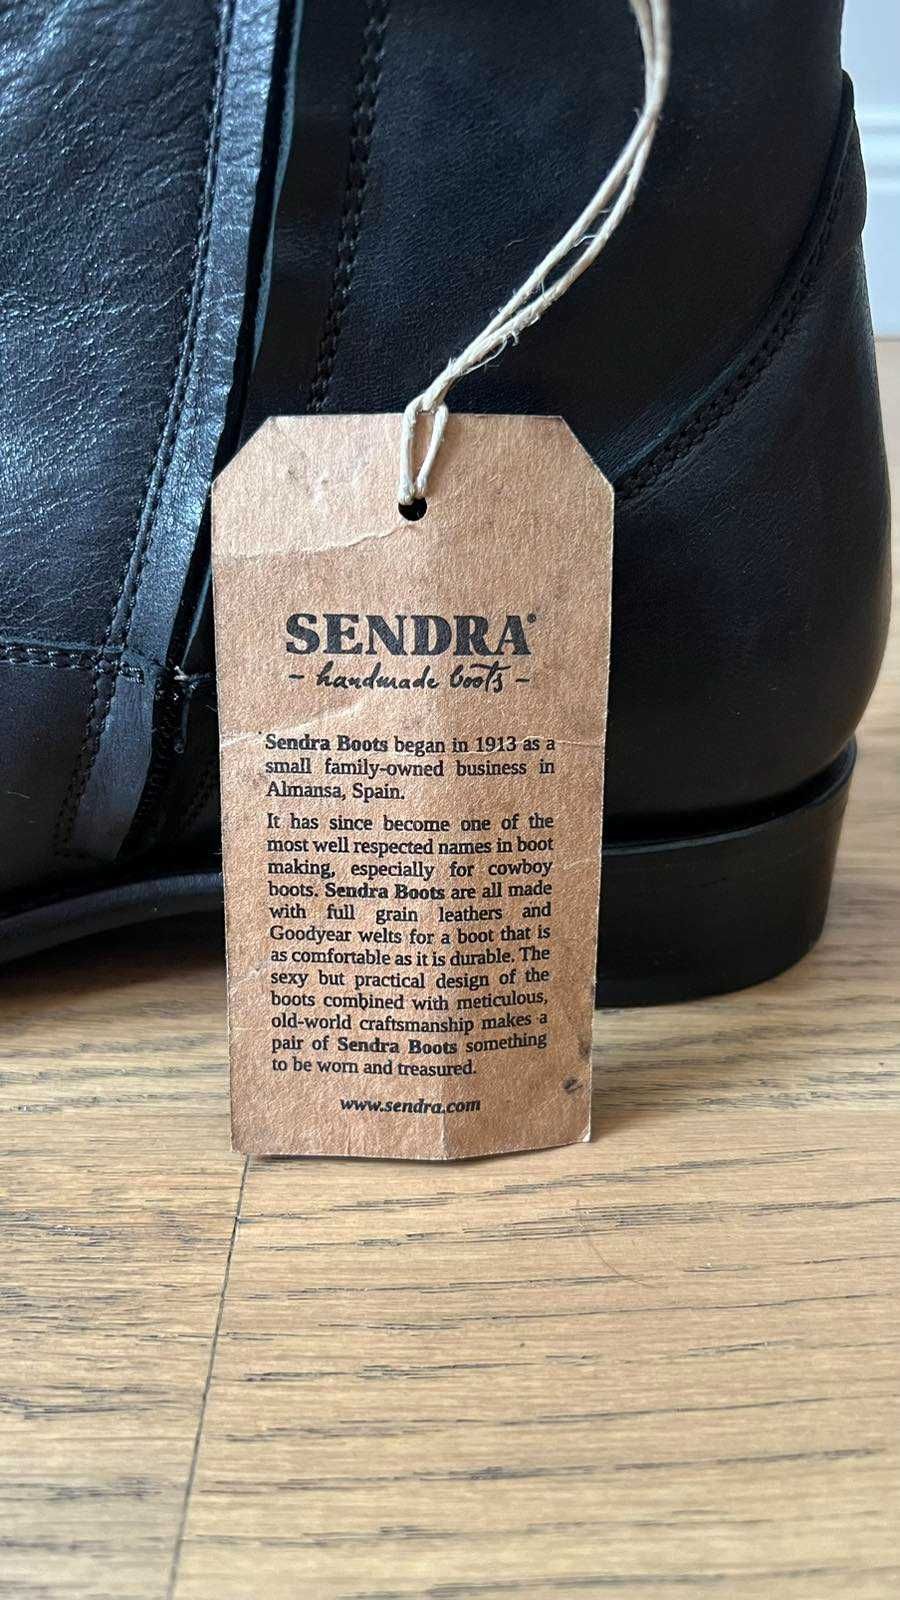 SENDRA®
- handmade boots -
Sendra Boots began in 1913 as a
small family-owned business in
Almansa, Spain.
It has since become one of the
most well respected names in boot
making, especially for cowboy
boots. Sendra Boots are all made
with full grain leathers and
Goodyear welts for a boot that is
as comfortable as it is durable. The
sexy but practical design of the
boots combined with meticulous,
old-world craftsmanship makes a
pair of Sendra Boots something
to be worn and treasured.
www.sendra.com